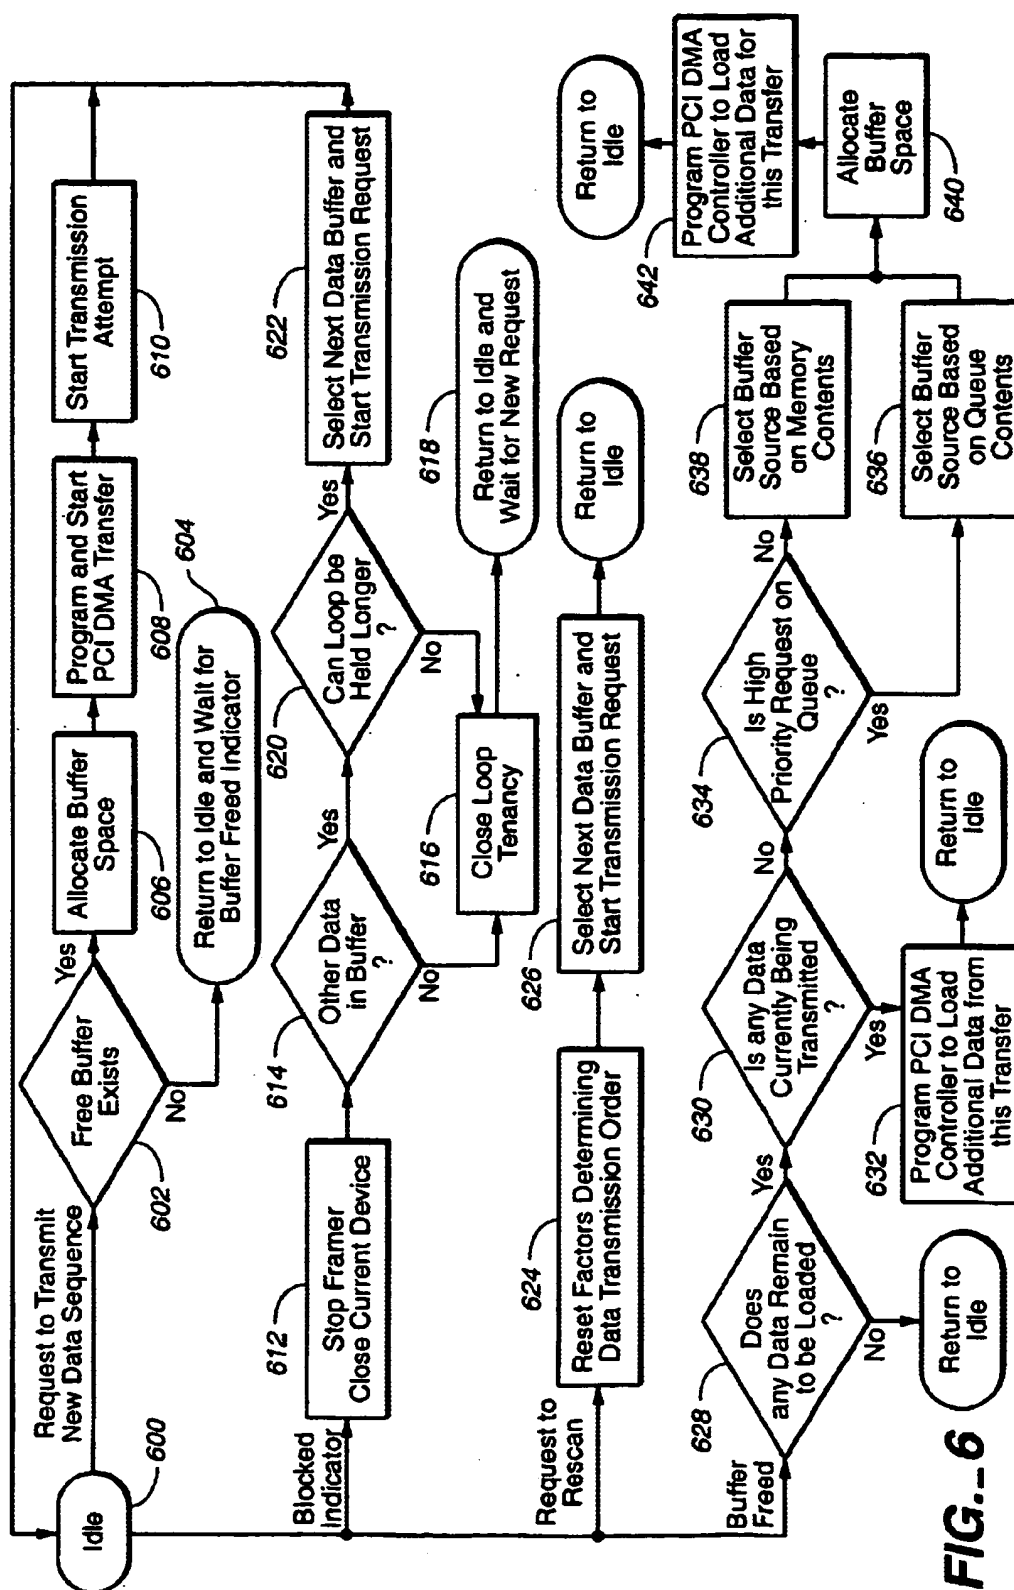 Idle
600
Request to Transmit
New Data Sequence
Free Buffer
Exists
602
Yes
No
Allocate Buffer
Space
606
Program and Start
PCI DMA Transfer
608
Start Transmission
Attempt
610
Return to Idle and Wait for
Buffer Freed Indicator
604
Blocked
Indicator
Stop Framer
Close Current Device
612
Other Data
in Buffer
?
614
Yes
No
Can Loop be
Held Longer
?
620
Yes
No
Select Next Data Buffer and
Start Transmission Request
622
Close Loop
Tenancy
616
Return to Idle and
Wait for New Request
618
Request to
Rescan
Reset Factors Determining
Data Transmission Order
624
Select Next Data Buffer and
Start Transmission Request
626
Return to
Idle
Buffer
Freed
Does
any Data Remain
to be Loaded
?
628
Yes
No
Return to
Idle
Is any Data
Currently Being
Transmitted
?
630
No
Yes
Program PCI DMA
Controller to Load
Additional Data from
this Transfer
632
Return to
Idle
Is High
Priority Request on
Queue
?
634
No
Yes
Select Buffer
Source Based
on Memory
Contents
638
Select Buffer
Source Based
on Queue
Contents
636
Allocate
Buffer
Space
640
Program PCI DMA
Controller to Load
Additional Data for
this Transfer
642
Return to
Idle
FIG._6